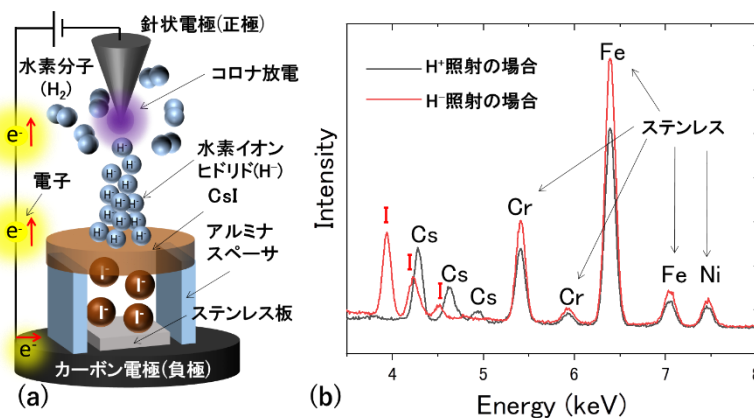 針状電極(正極)
水素分子
(H₂)
コロナ放電
e⁻
H⁻
H⁻
H⁻
H⁻
H⁻
H⁻
H⁻
H⁻
H⁻
H⁻
H⁻
水素イオン
ヒドリド(H⁻)
電子
CsI
e⁻
アルミナ
スペーサ
I⁻
I⁻
I⁻
I⁻
ステンレス板
e⁻
カーボン電極(負極)
(a)
(b)
Intensity
H⁺照射の場合
H⁻照射の場合
Fe
ステンレス
I
Cs
I
Cs
I
Cs
Cr
Cr
Fe
Ni
4
5
6
7
8
Energy (keV)